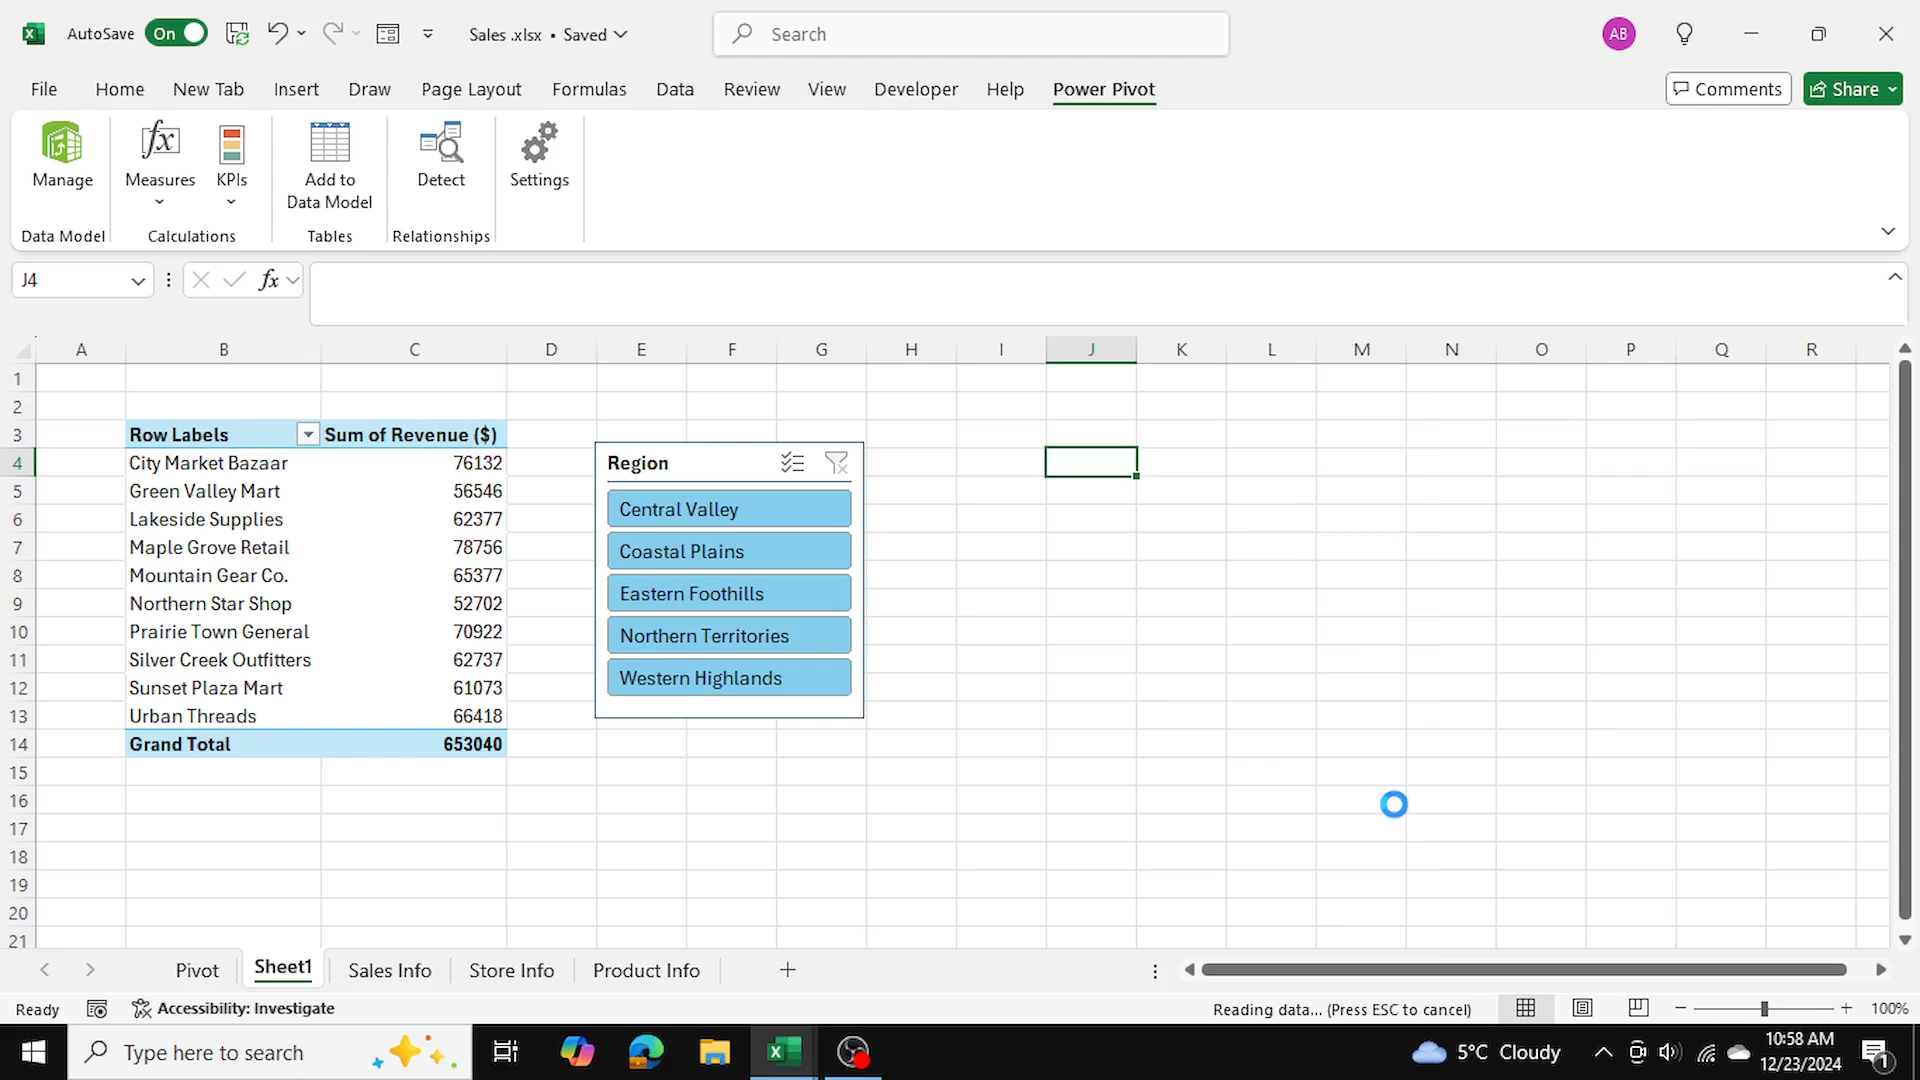 AutoSave On Sales .xlsx • Saved Search AB
File Home New Tab Insert Draw Page Layout Formulas Data Review View Developer Help Power Pivot Comments Share
Manage Measures KPIs Add to Data Model Detect Settings
Data Model Calculations Tables Relationships
J4 fx
A B C D E F G H I J K L M N O P Q R
1
2
3 Row Labels Sum of Revenue ($)
4 City Market Bazaar 76132 Region
5 Green Valley Mart 56546 Central Valley
6 Lakeside Supplies 62377 Coastal Plains
7 Maple Grove Retail 78756
8 Mountain Gear Co. 65377 Eastern Foothills
9 Northern Star Shop 52702
10 Prairie Town General 70922 Northern Territories
11 Silver Creek Outfitters 62737 Western Highlands
12 Sunset Plaza Mart 61073
13 Urban Threads 66418
14 Grand Total 653040
15
16
17
18
19
20
21
Pivot Sheet1 Sales Info Store Info Product Info
Ready Accessibility: Investigate Reading data... (Press ESC to cancel) 100%
Type here to search 5°C Cloudy 10:58 AM
12/23/2024 1